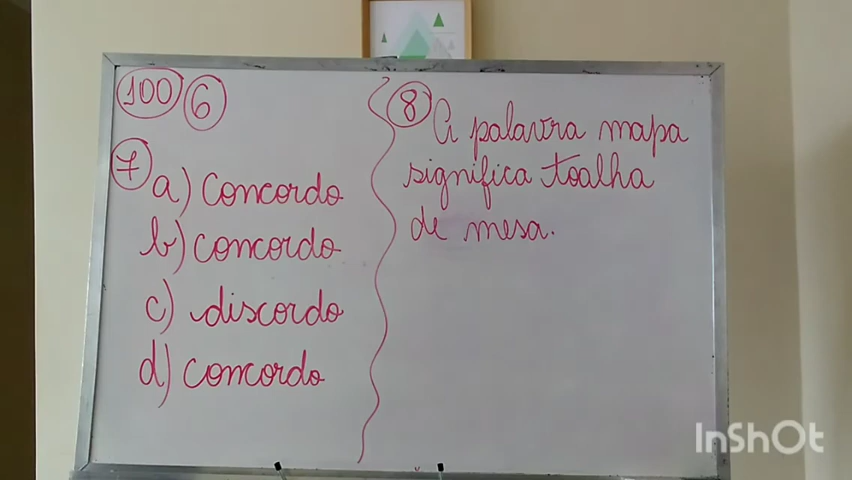 100 6
7
a) concordo
b) concordo
c) discordo
d) concordo
8 A palavra mapa
significa toalha
de mesa.
InShOt